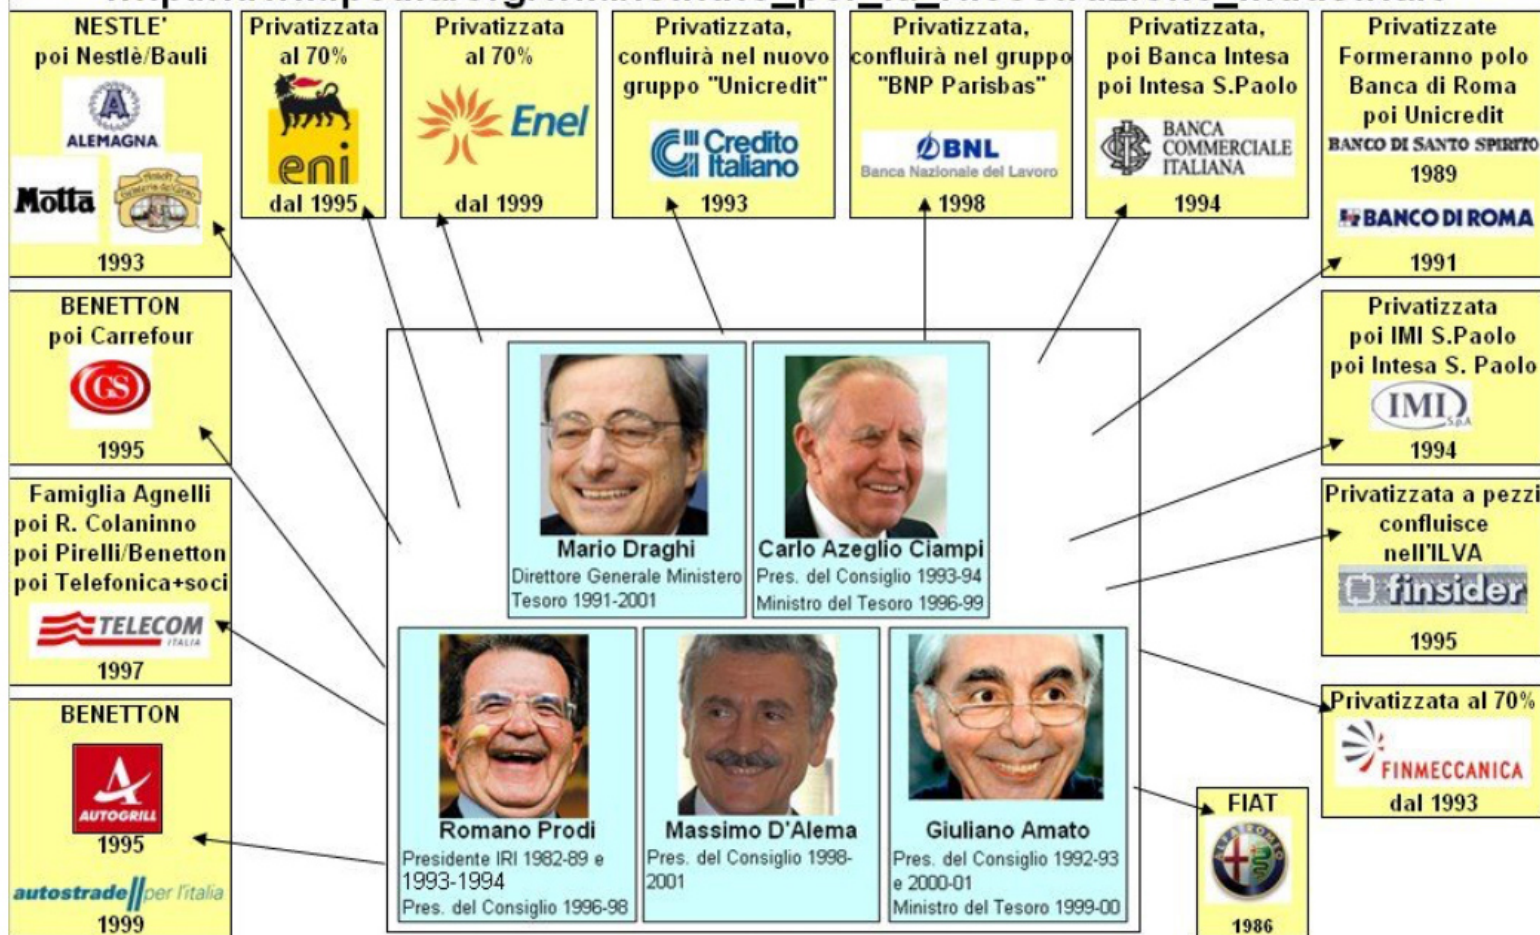 NESTLE'
poi Nestlè/Bauli
A
ALEMAGNA
Motta
1993
Privatizzata
al 70%
eni
dal 1995
Privatizzata
al 70%
Enel
dal 1999
Privatizzata,
confluirà nel nuovo
gruppo "Unicredit"
Credito
Italiano
1993
Privatizzata,
confluirà nel gruppo
"BNP Parisbas"
BNL
Banca Nazionale del Lavoro
1998
Privatizzata,
poi Banca Intesa
poi Intesa S.Paolo
BANCA
COMMERCIALE
ITALIANA
1994
Privatizzate
Formeranno polo
Banca di Roma
poi Unicredit
BANCO DI SANTO SPIRITO
1989
BANCO DI ROMA
1991
BENETTON
poi Carrefour
GS
1995
Privatizzata
poi IMI S.Paolo
poi Intesa S. Paolo
IMI
S.p.A
1994
Famiglia Agnelli
poi R. Colaninno
poi Pirelli/Benetton
poi Telefonica+soci
TELECOM
ITALIA
1997
Privatizzata a pezzi
confluisce
nell'ILVA
finsider
1995
BENETTON
A
AUTOGRILL
1995
autostrade//per l'italia
1999
Privatizzata al 70%
FINMECCANICA
dal 1993
FIAT
ALFA ROMEO
1986
Mario Draghi
Direttore Generale Ministero
Tesoro 1991-2001
Carlo Azeglio Ciampi
Pres. del Consiglio 1993-94
Ministro del Tesoro 1996-99
Romano Prodi
Presidente IRI 1982-89 e
1993-1994
Pres. del Consiglio 1996-98
Massimo D'Alema
Pres. del Consiglio 1998-
2001
Giuliano Amato
Pres. del Consiglio 1992-93
e 2000-01
Ministro del Tesoro 1999-00